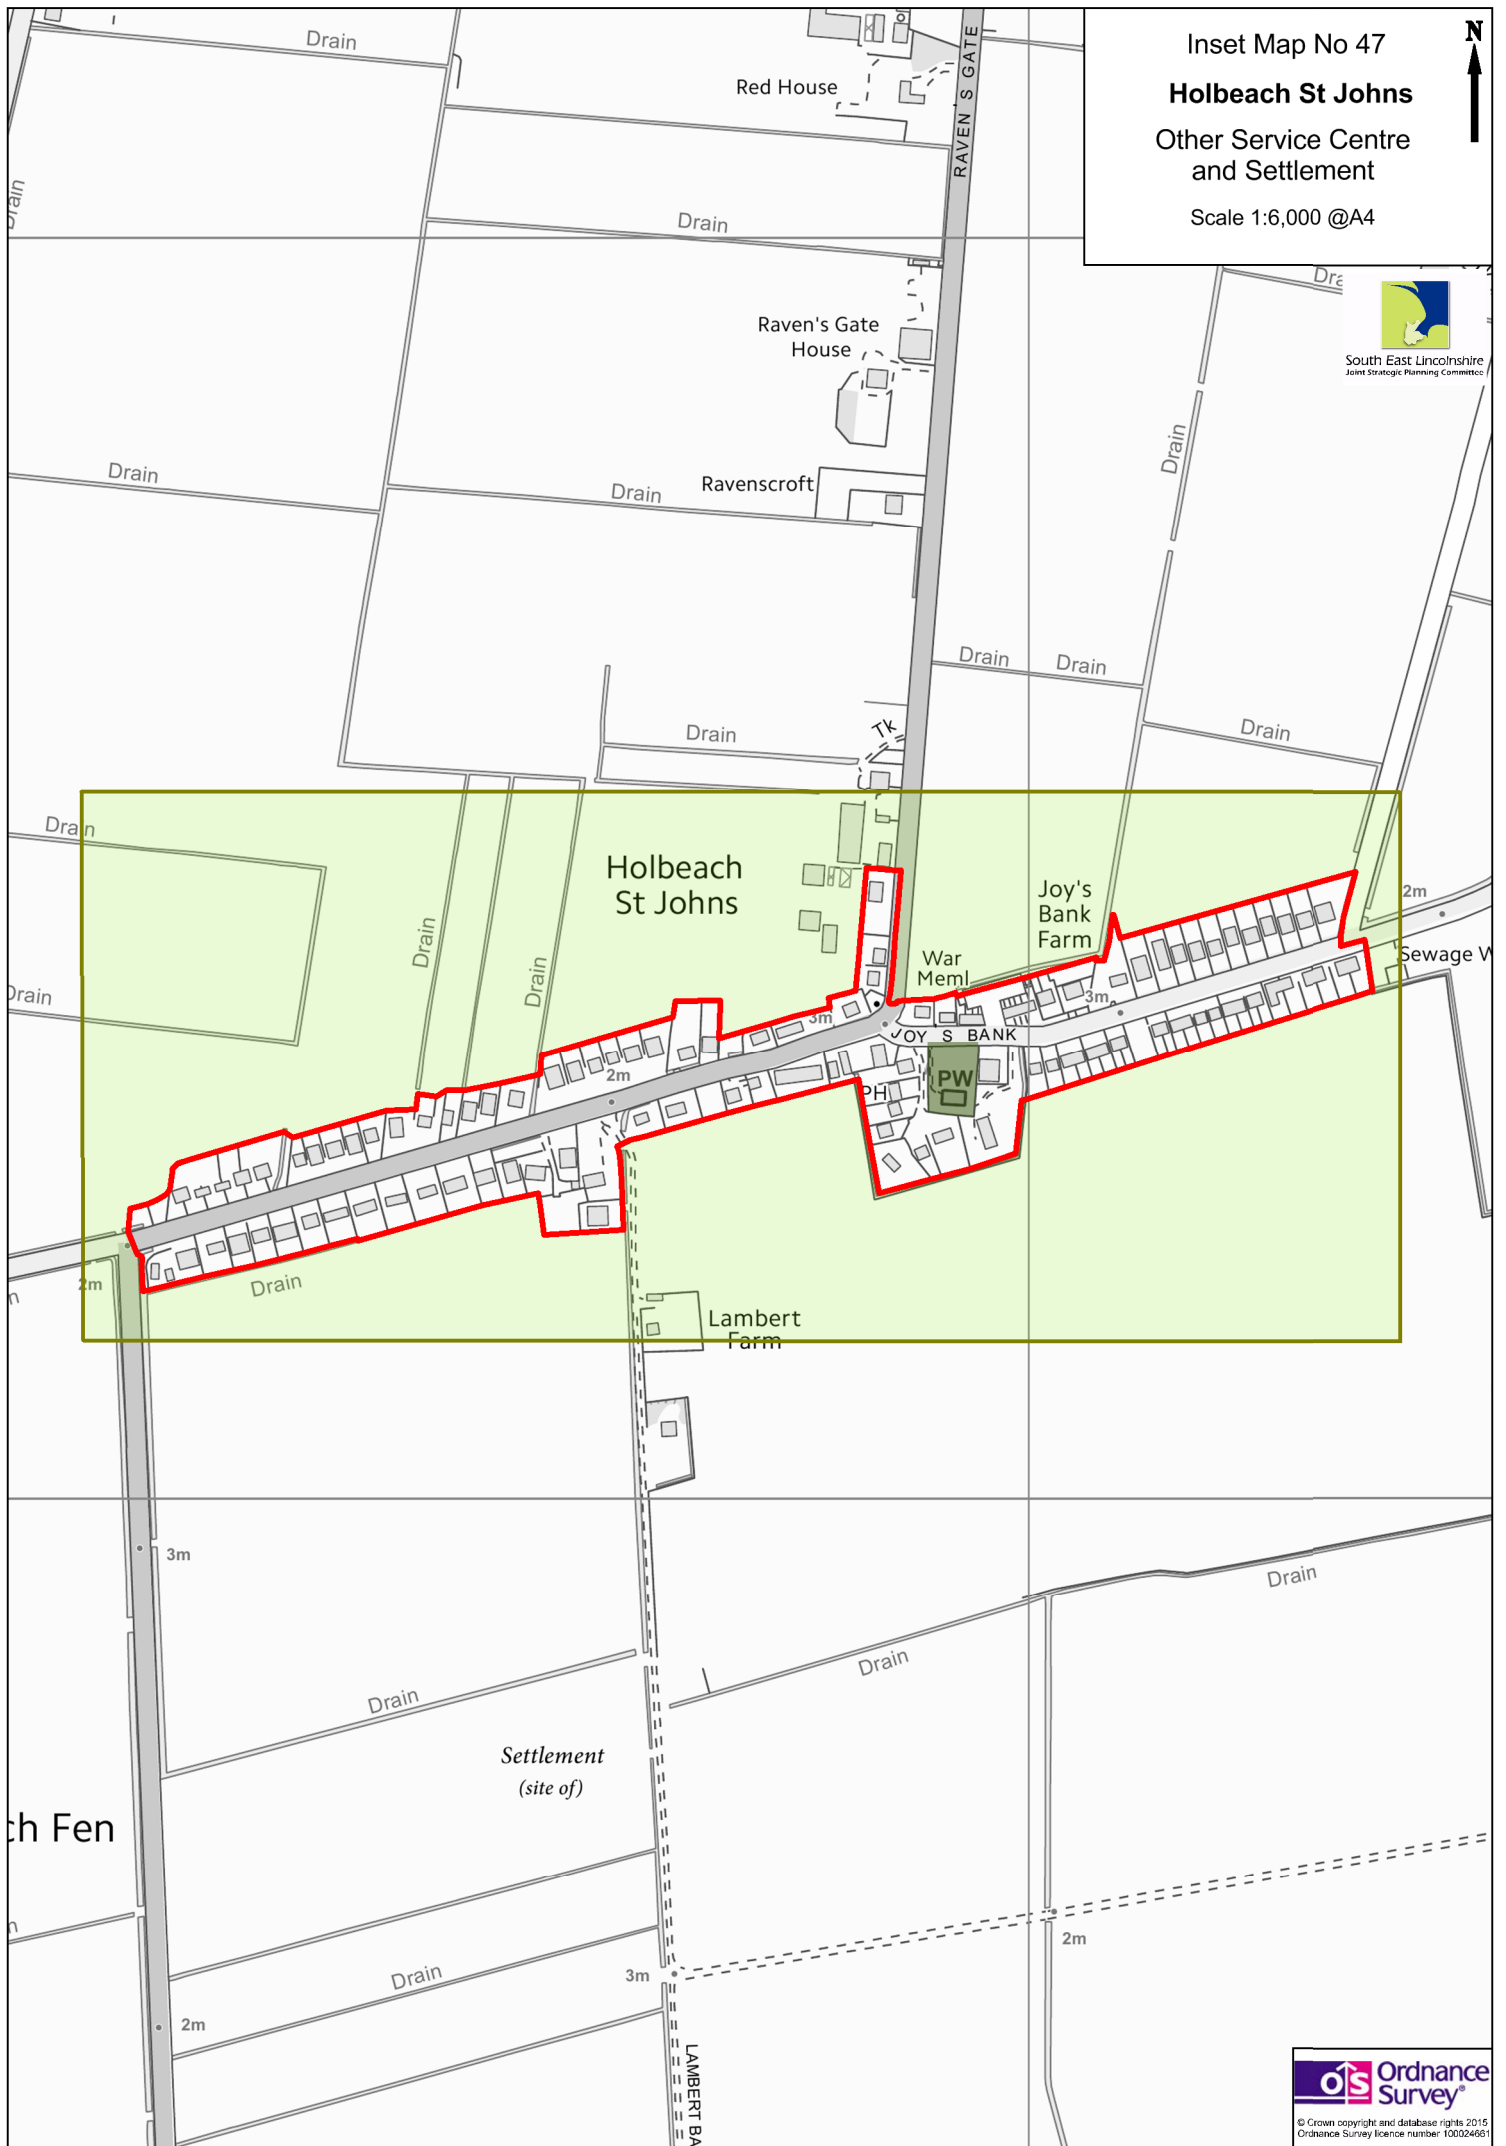 Inset Map No 47
Holbeach St Johns
Other Service Centre
and Settlement
Scale 1:6,000 @A4
N
South East Lincolnshire
Joint Strategic Planning Committee
Drain
Red House
RAVEN'S GATE
Drain
Drain
Raven's Gate
House
Drain
Drain
Drain
Ravenscroft
Drain
Drain
Drain
Drain
Drain
Tk
Drain
Holbeach
St Johns
Joy's
Bank
Farm
2m
War
Meml
Sewage W
Drain
Drain
Drain
3m
3m
JOY'S BANK
2m
PH
PW
2m
Drain
Lambert
Farm
3m
Drain
Drain
Drain
Settlement
(site of)
ch Fen
2m
3m
Drain
2m
LAMBERT BA
Ordnance
Survey®
© Crown copyright and database rights 2015
Ordnance Survey licence number 100024661